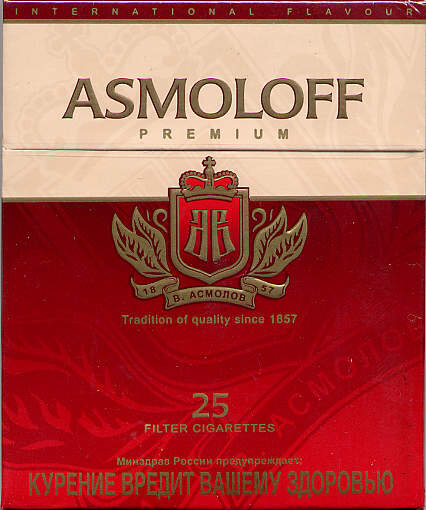 INTERNATIONAL FLAVOUR
ASMOLOFF
PREMIUM
18 57
В. АСМОЛОВ
Tradition of quality since 1857
АСМОЛО
25
FILTER CIGARETTES
Минздрав России предупреждает:
КУРЕНИЕ ВРЕДИТ ВАШЕМУ ЗДОРОВЬЮ